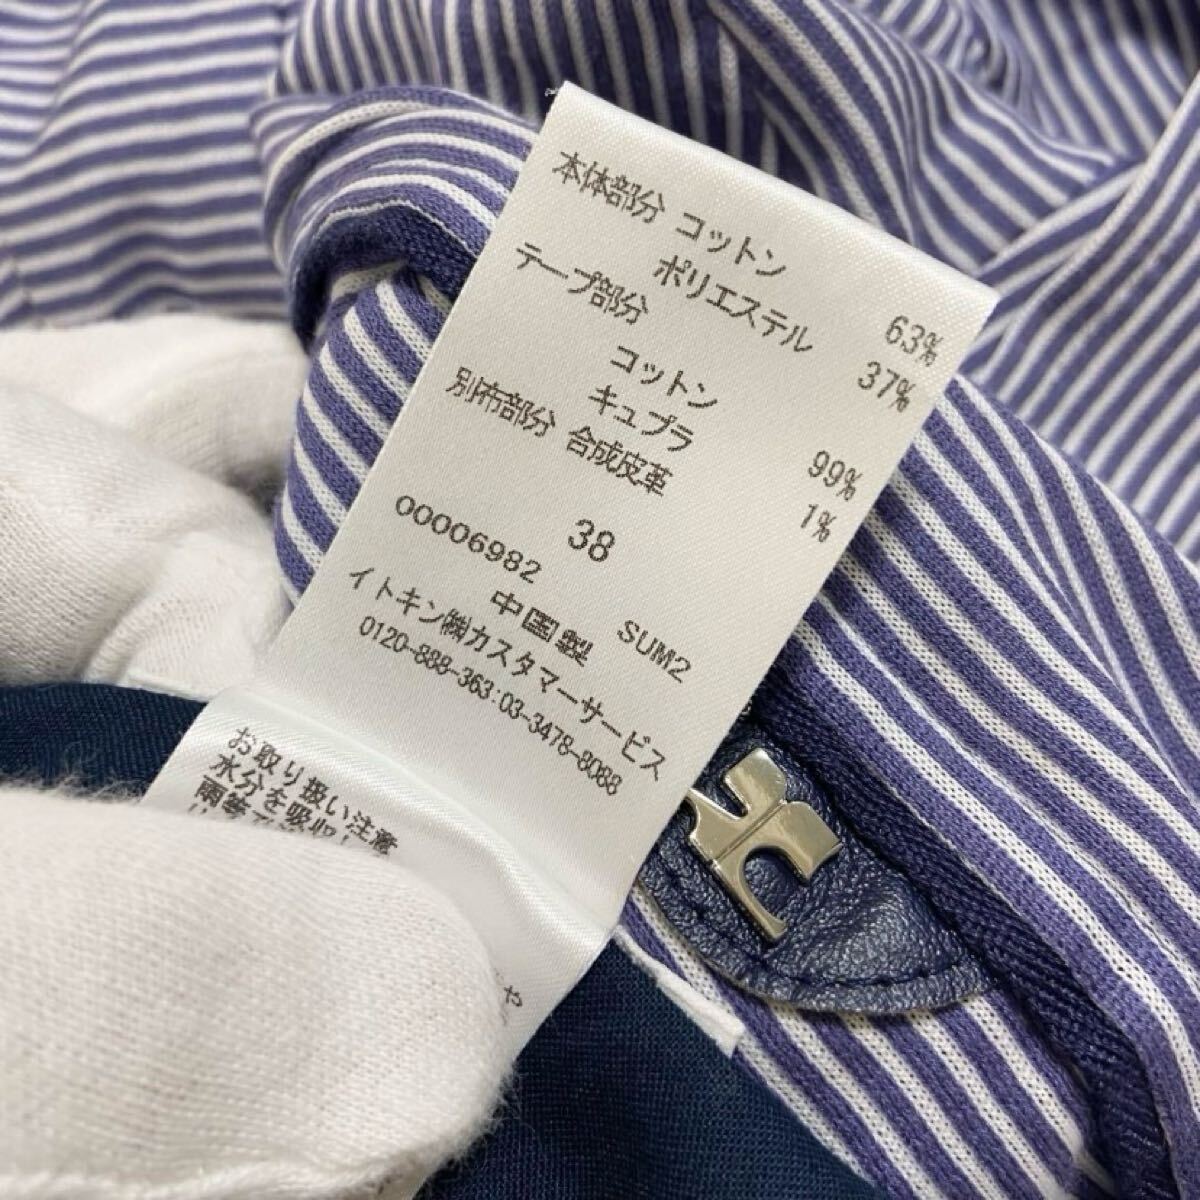 本体部分 コットン 63%
ポリエステル 37%
テープ部分
コットン 99%
キュプラ 1%
別布部分 合成皮革
38
00006982 SUM2
中国製
イトキン㈱カスタマーサービス
0120-888-363:03-3478-8088
お取り扱い注意
水分を吸収
雨等
や